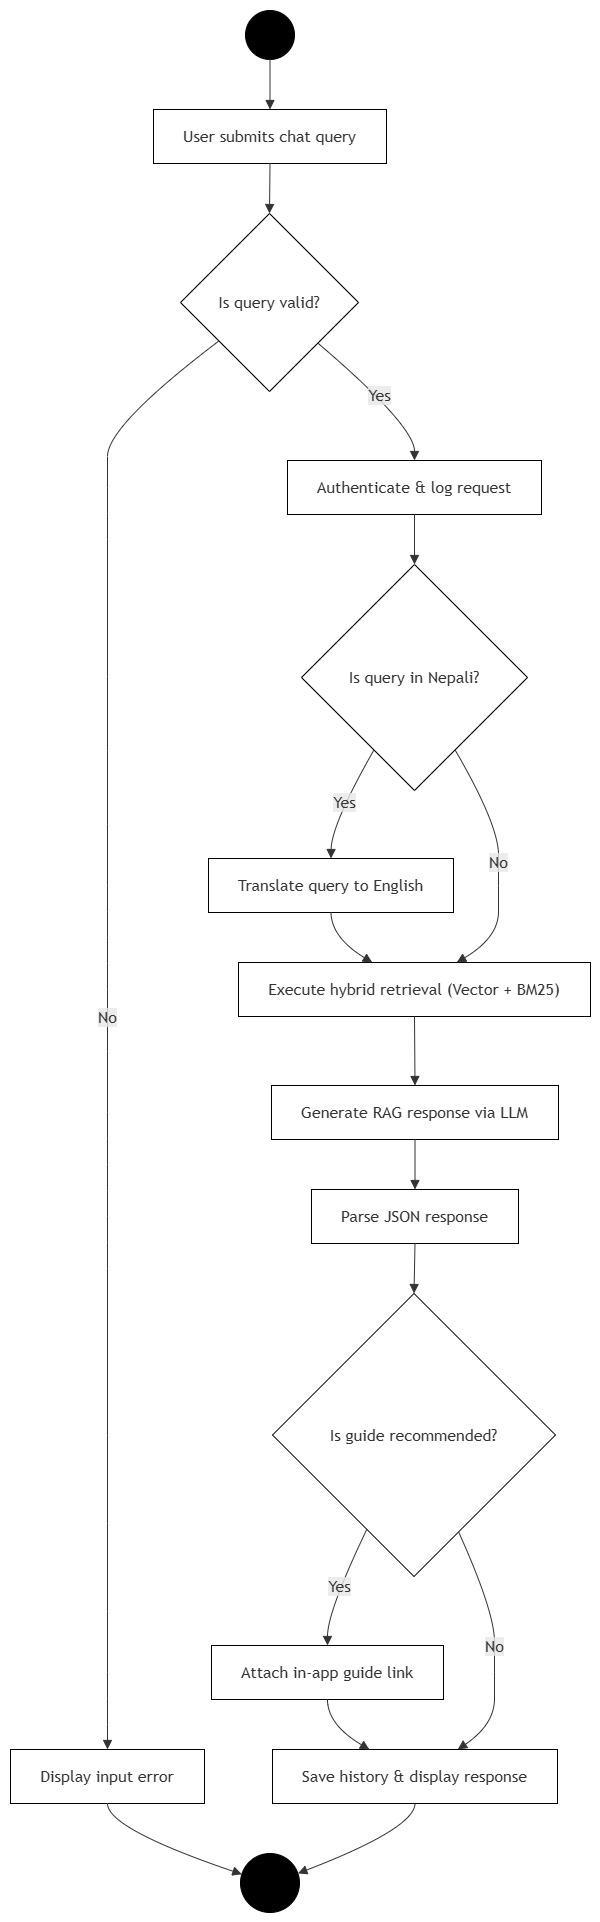 User submits chat query
Is query valid?
Yes
Authenticate & log request
Is query in Nepali?
Yes
Translate query to English
No
Execute hybrid retrieval (Vector + BM25)
No
Generate RAG response via LLM
Parse JSON response
Is guide recommended?
Yes
No
Attach in-app guide link
Display input error
Save history & display response